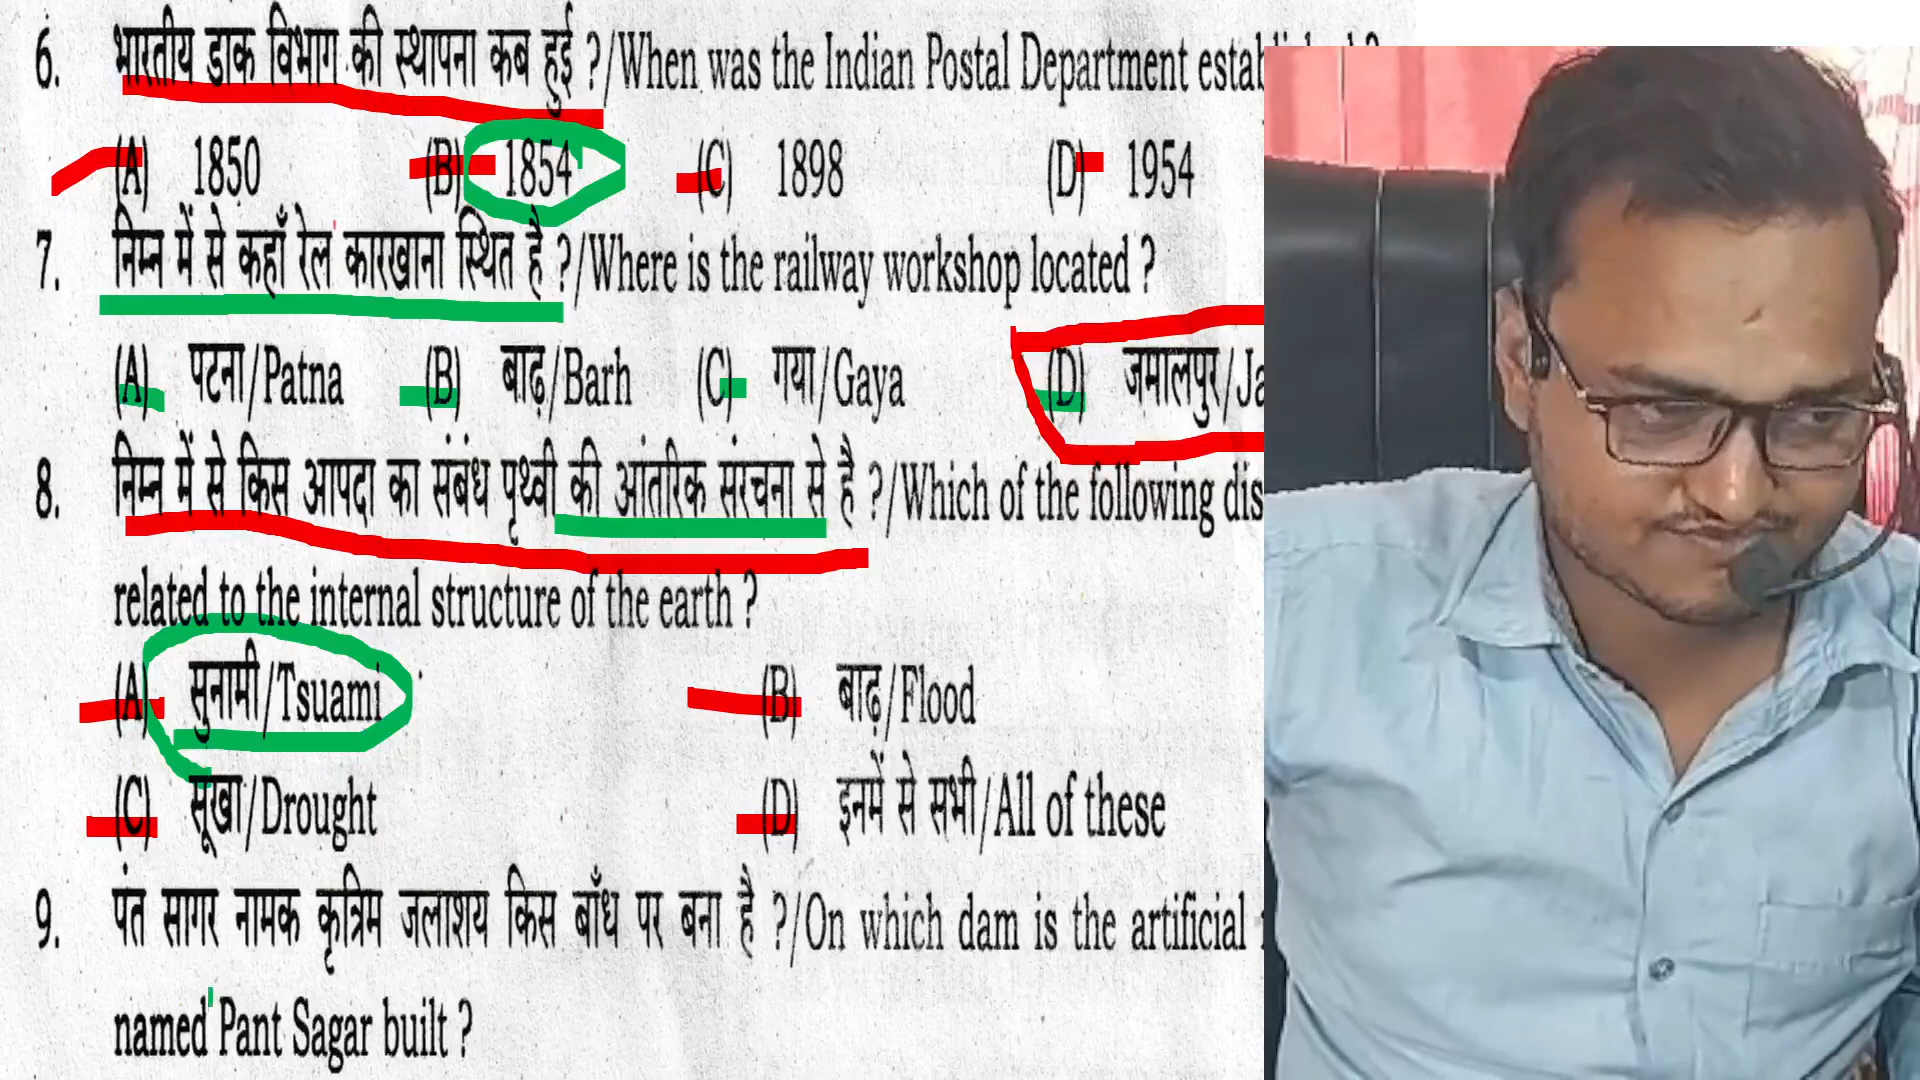 6. भारतीय डाक विभाग की स्थापना कब हुई ?/When was the Indian Postal Department
(A) 1850 (B) 1854 (C) 1898 (D) 1954
7. निम्न में से कहाँ रेल कारखाना स्थित है ?/Where is the railway workshop located ?
(A) पटना/Patna (B) बाढ़/Barh (C) गया/Gaya (D) जमालपुर/
8. निम्न में से किस आपदा का संबंध पृथ्वी की आंतरिक संरचना से है ?/Which of the following
related to the internal structure of the earth ?
(A) सुनामी/Tsuami (B) बाढ़/Flood
(C) सूखा/Drought (D) इनमें से सभी/All of these
9. पंत सागर नामक कृत्रिम जलाशय किस बाँध पर बना है ?/On which dam is the artificial
named Pant Sagar built ?